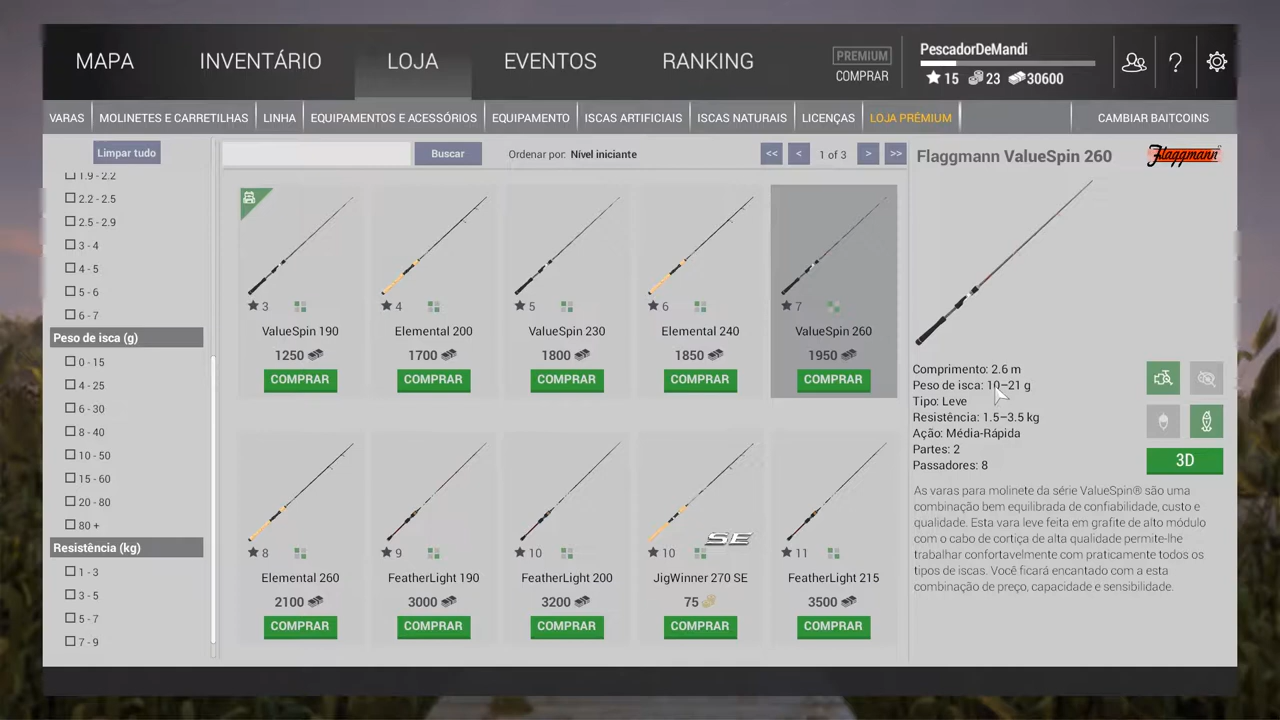 MAPA INVENTÁRIO LOJA EVENTOS RANKING
PREMIUM
COMPRAR
PescadorDeMandi
15 23 30600
VARAS MOLINETES E CARRETILHAS LINHA EQUIPAMENTOS E ACESSÓRIOS EQUIPAMENTO ISCAS ARTIFICIAIS ISCAS NATURAIS LICENÇAS LOJA PRÉMIUM CAMBIAR BAITCOINS
Limpar tudo
1.9 - 2.2
2.2 - 2.5
2.5 - 2.9
3 - 4
4 - 5
5 - 6
6 - 7
Peso de isca (g)
0 - 15
4 - 25
6 - 30
8 - 40
10 - 50
15 - 60
20 - 80
80 +
Resistência (kg)
1 - 3
3 - 5
5 - 7
7 - 9
Buscar Ordenar por: Nível iniciante << < 1 of 3 > >>
3 4 5 6 7
ValueSpin 190 Elemental 200 ValueSpin 230 Elemental 240 ValueSpin 260
1250 1700 1800 1850 1950
COMPRAR COMPRAR COMPRAR COMPRAR COMPRAR
SE
8 9 10 10 11
Elemental 260 FeatherLight 190 FeatherLight 200 JigWinner 270 SE FeatherLight 215
2100 3000 3200 75 3500
COMPRAR COMPRAR COMPRAR COMPRAR COMPRAR
Flaggmann ValueSpin 260 Flaggmann
Comprimento: 2.6 m
Peso de isca: 10–21 g
Tipo: Leve
Resistência: 1.5–3.5 kg
Ação: Média-Rápida
Partes: 2
Passadores: 8
3D
As varas para molinete da série ValueSpin® são uma
combinação bem equilibrada de confiabilidade, custo e
qualidade. Esta vara leve feita em grafite de alto módulo
com o cabo de cortiça de alta qualidade permite-lhe
trabalhar confortavelmente com praticamente todos os
tipos de iscas. Você ficará encantado com a esta
combinação de preço, capacidade e sensibilidade.